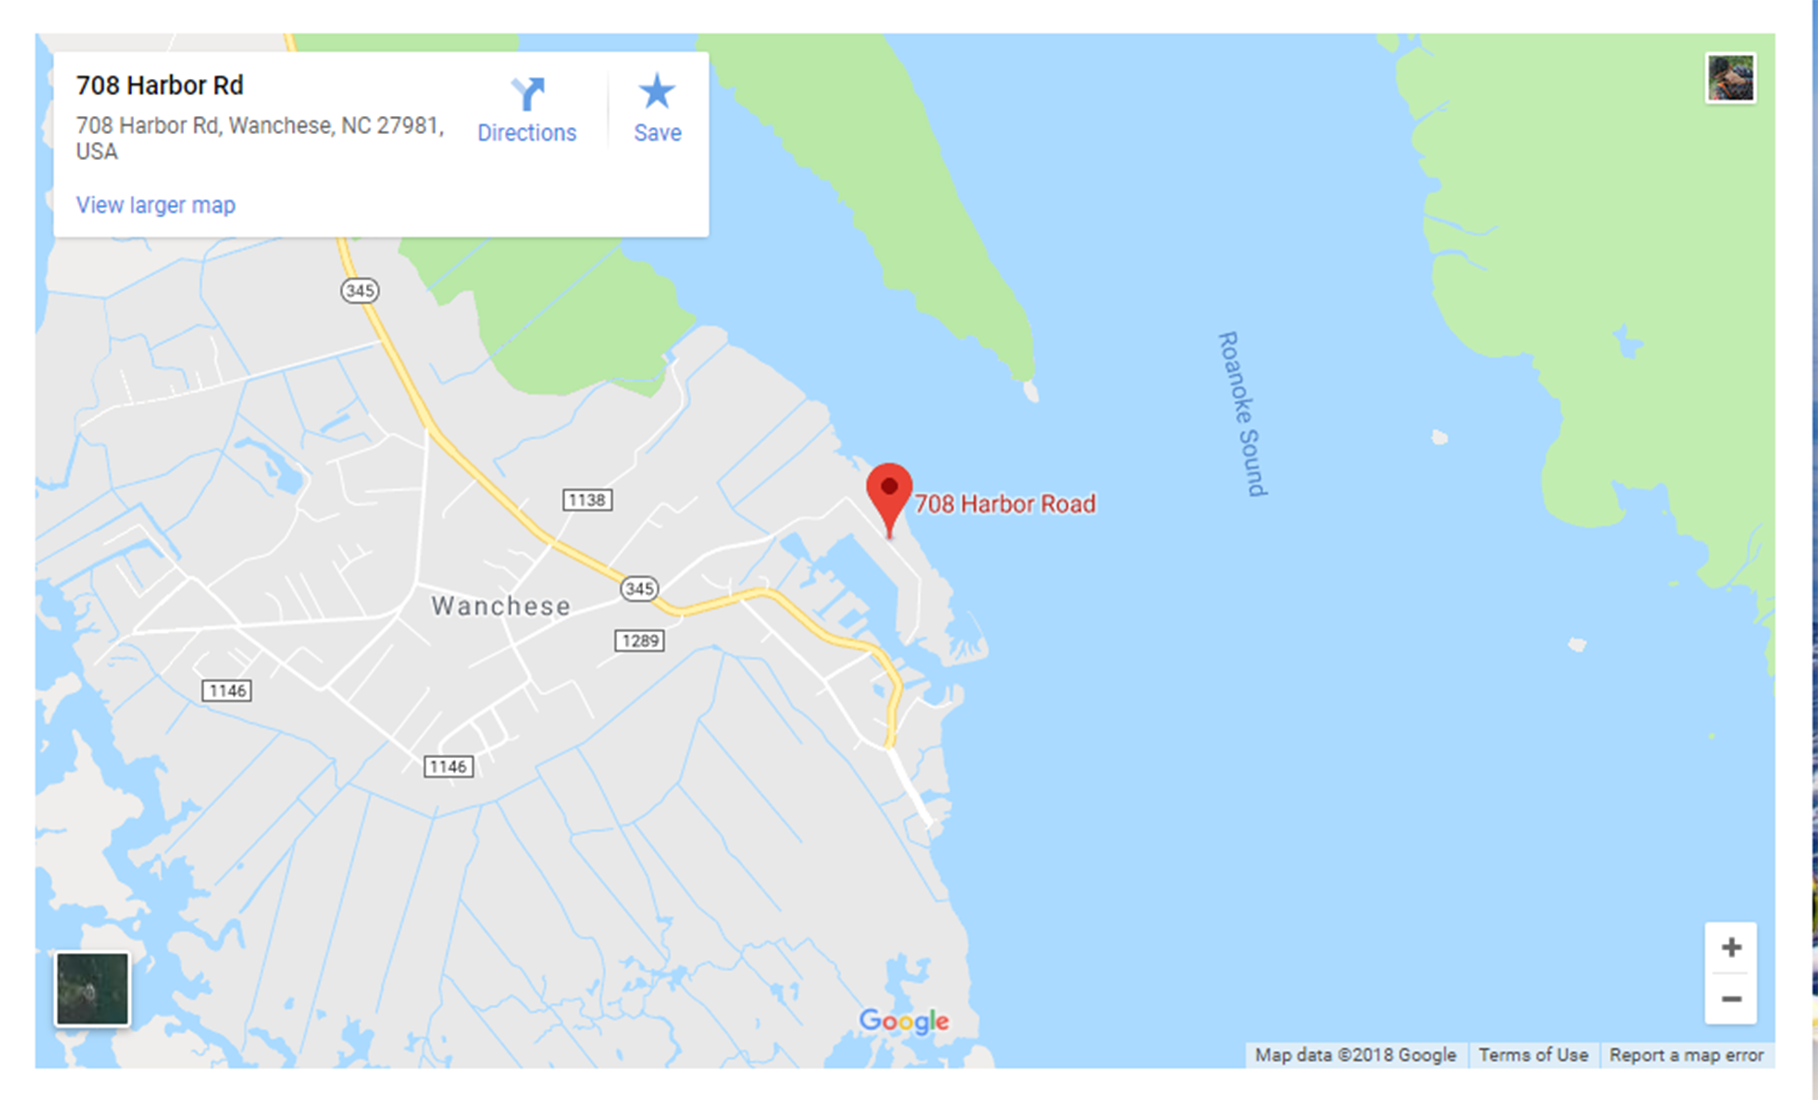 708 Harbor Rd
708 Harbor Rd, Wanchese, NC 27981,
USA
Directions
Save
View larger map
345
Roanoke Sound
1138
708 Harbor Road
345
Wanchese
1289
1146
1146
+
−
Google
Map data ©2018 Google
Terms of Use
Report a map error